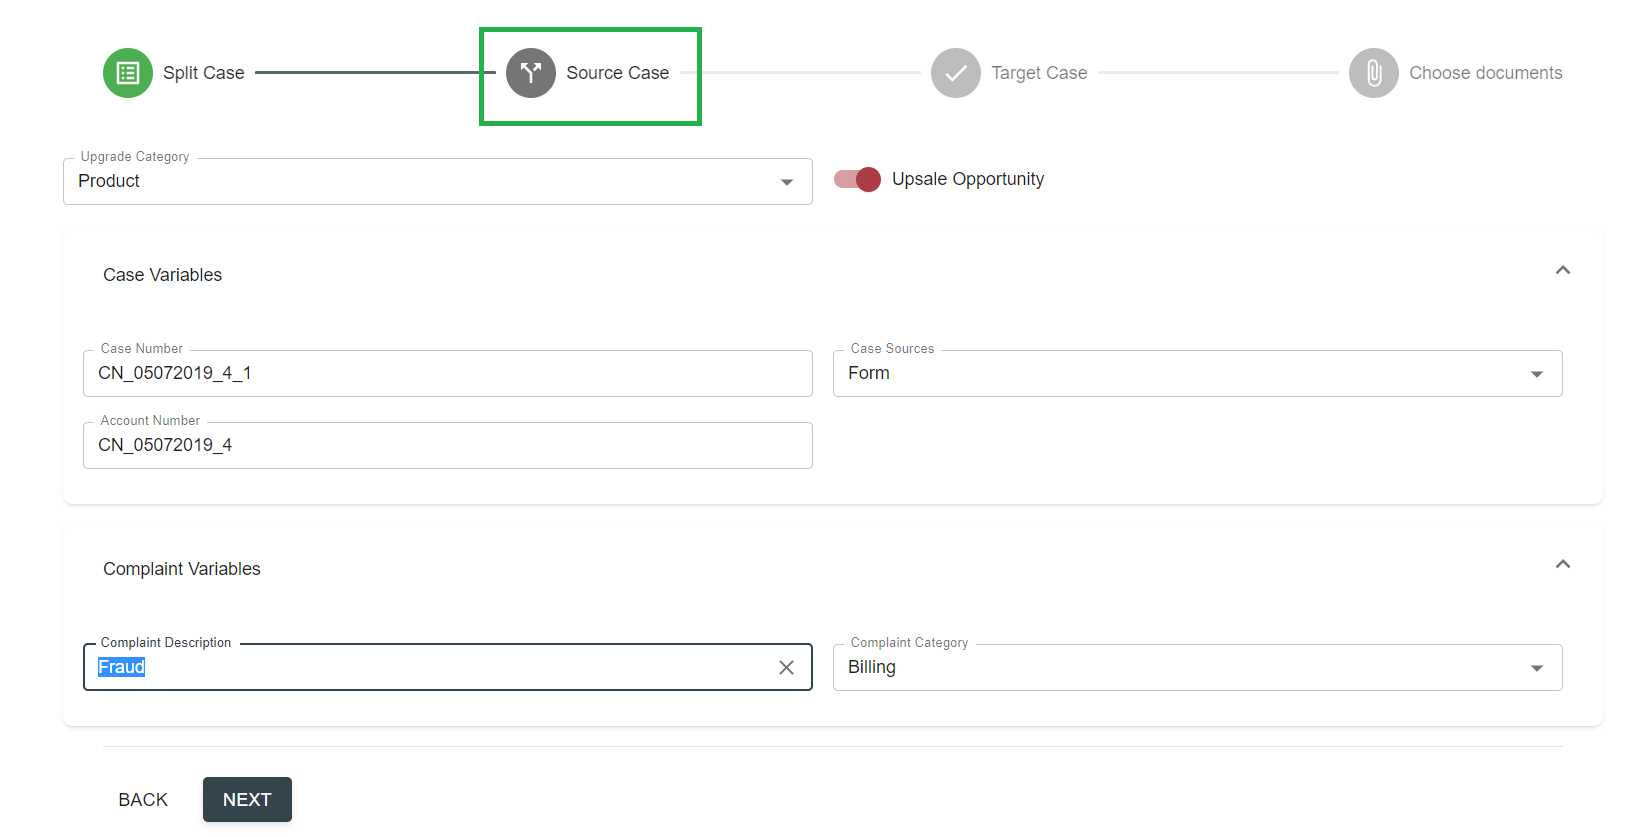 Split Case
Source Case
Target Case
Choose documents
Upgrade Category
Product
Upsale Opportunity
Case Variables
Case Number
CN_05072019_4_1
Case Sources
Form
Account Number
CN_05072019_4
Complaint Variables
Complaint Description
Fraud
Complaint Category
Billing
BACK
NEXT